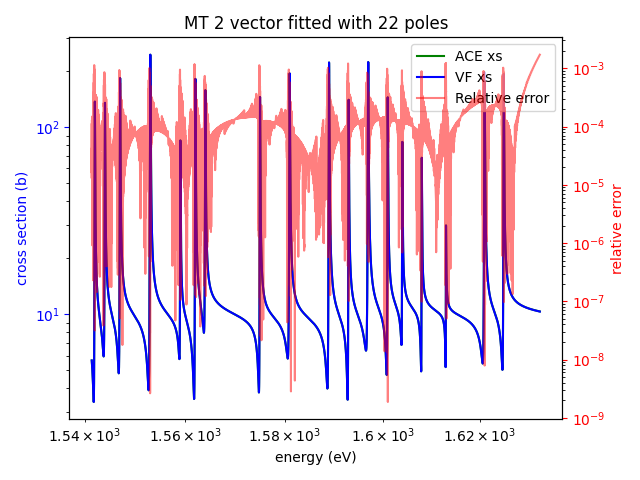 MT 2 vector fitted with 22 poles
ACE xs
VF xs
Relative error
cross section (b)
10²
10¹
relative error
10⁻³
10⁻⁴
10⁻⁵
10⁻⁶
10⁻⁷
10⁻⁸
10⁻⁹
1.54 × 10³ 1.56 × 10³ 1.58 × 10³ 1.6 × 10³ 1.62 × 10³
energy (eV)